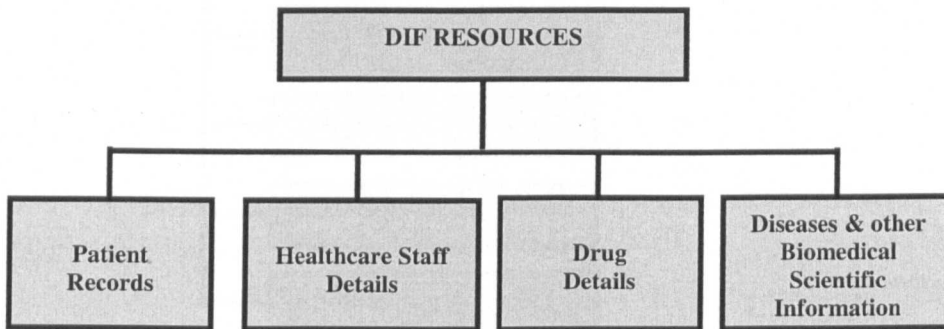 DIF RESOURCES
Patient
Records
Healthcare Staff
Details
Drug
Details
Diseases & other
Biomedical
Scientific
Information